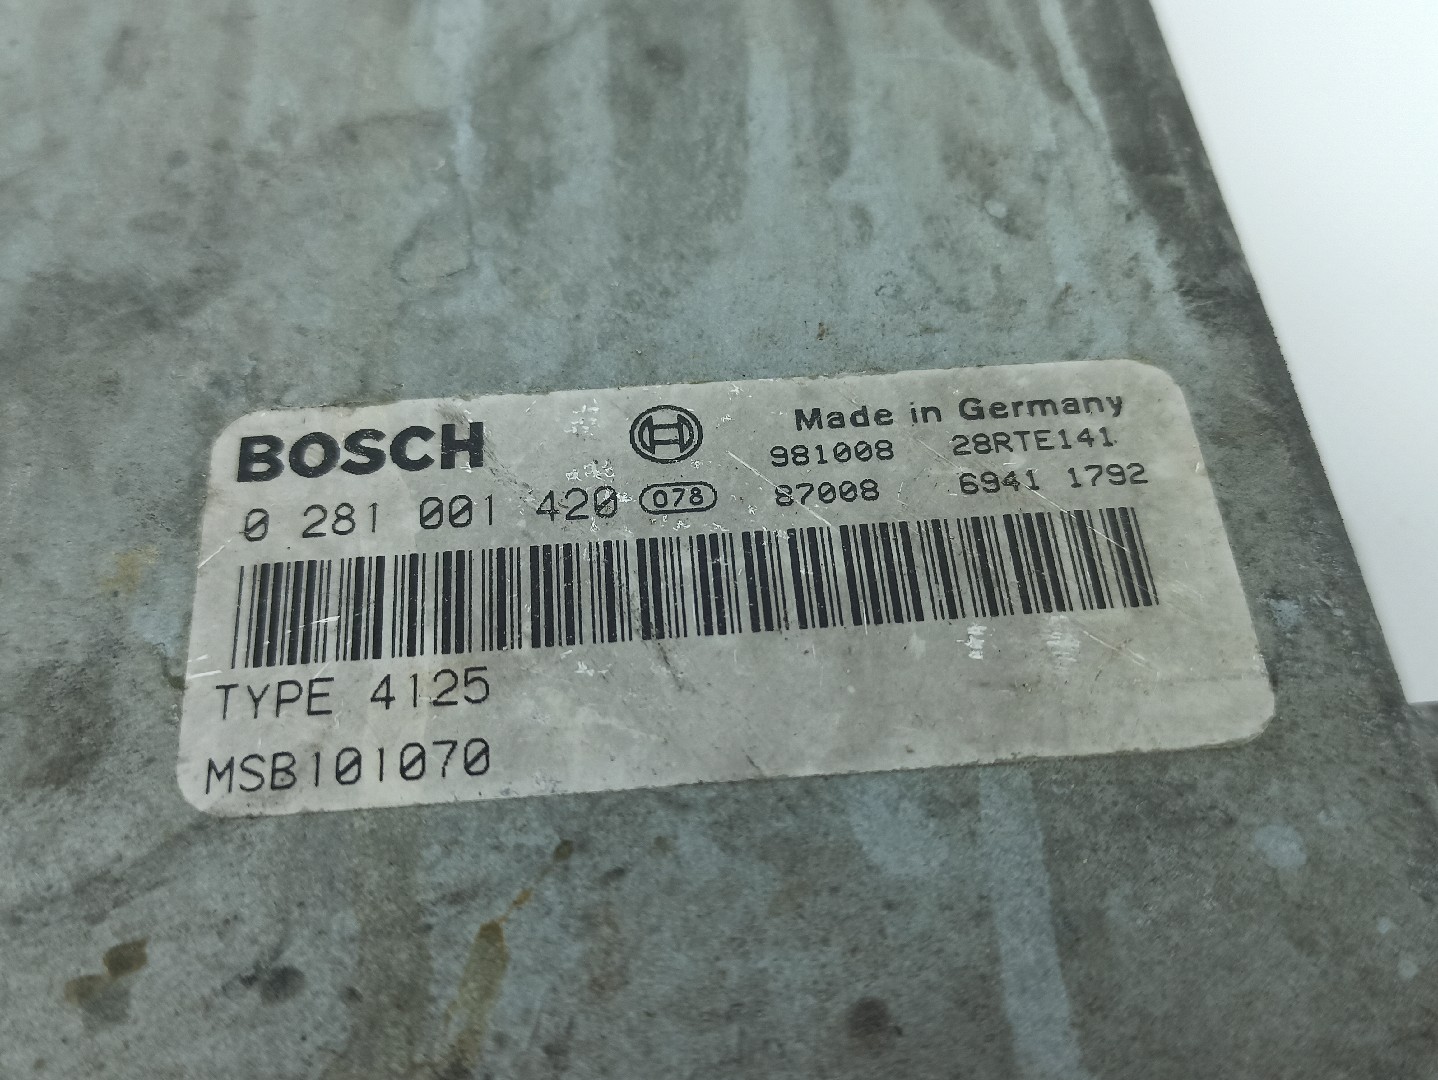 BOSCH
Made in Germany
981008 28RTE141
0 281 001 420 078 87008 6941 1792
TYPE 4125
MSB101070